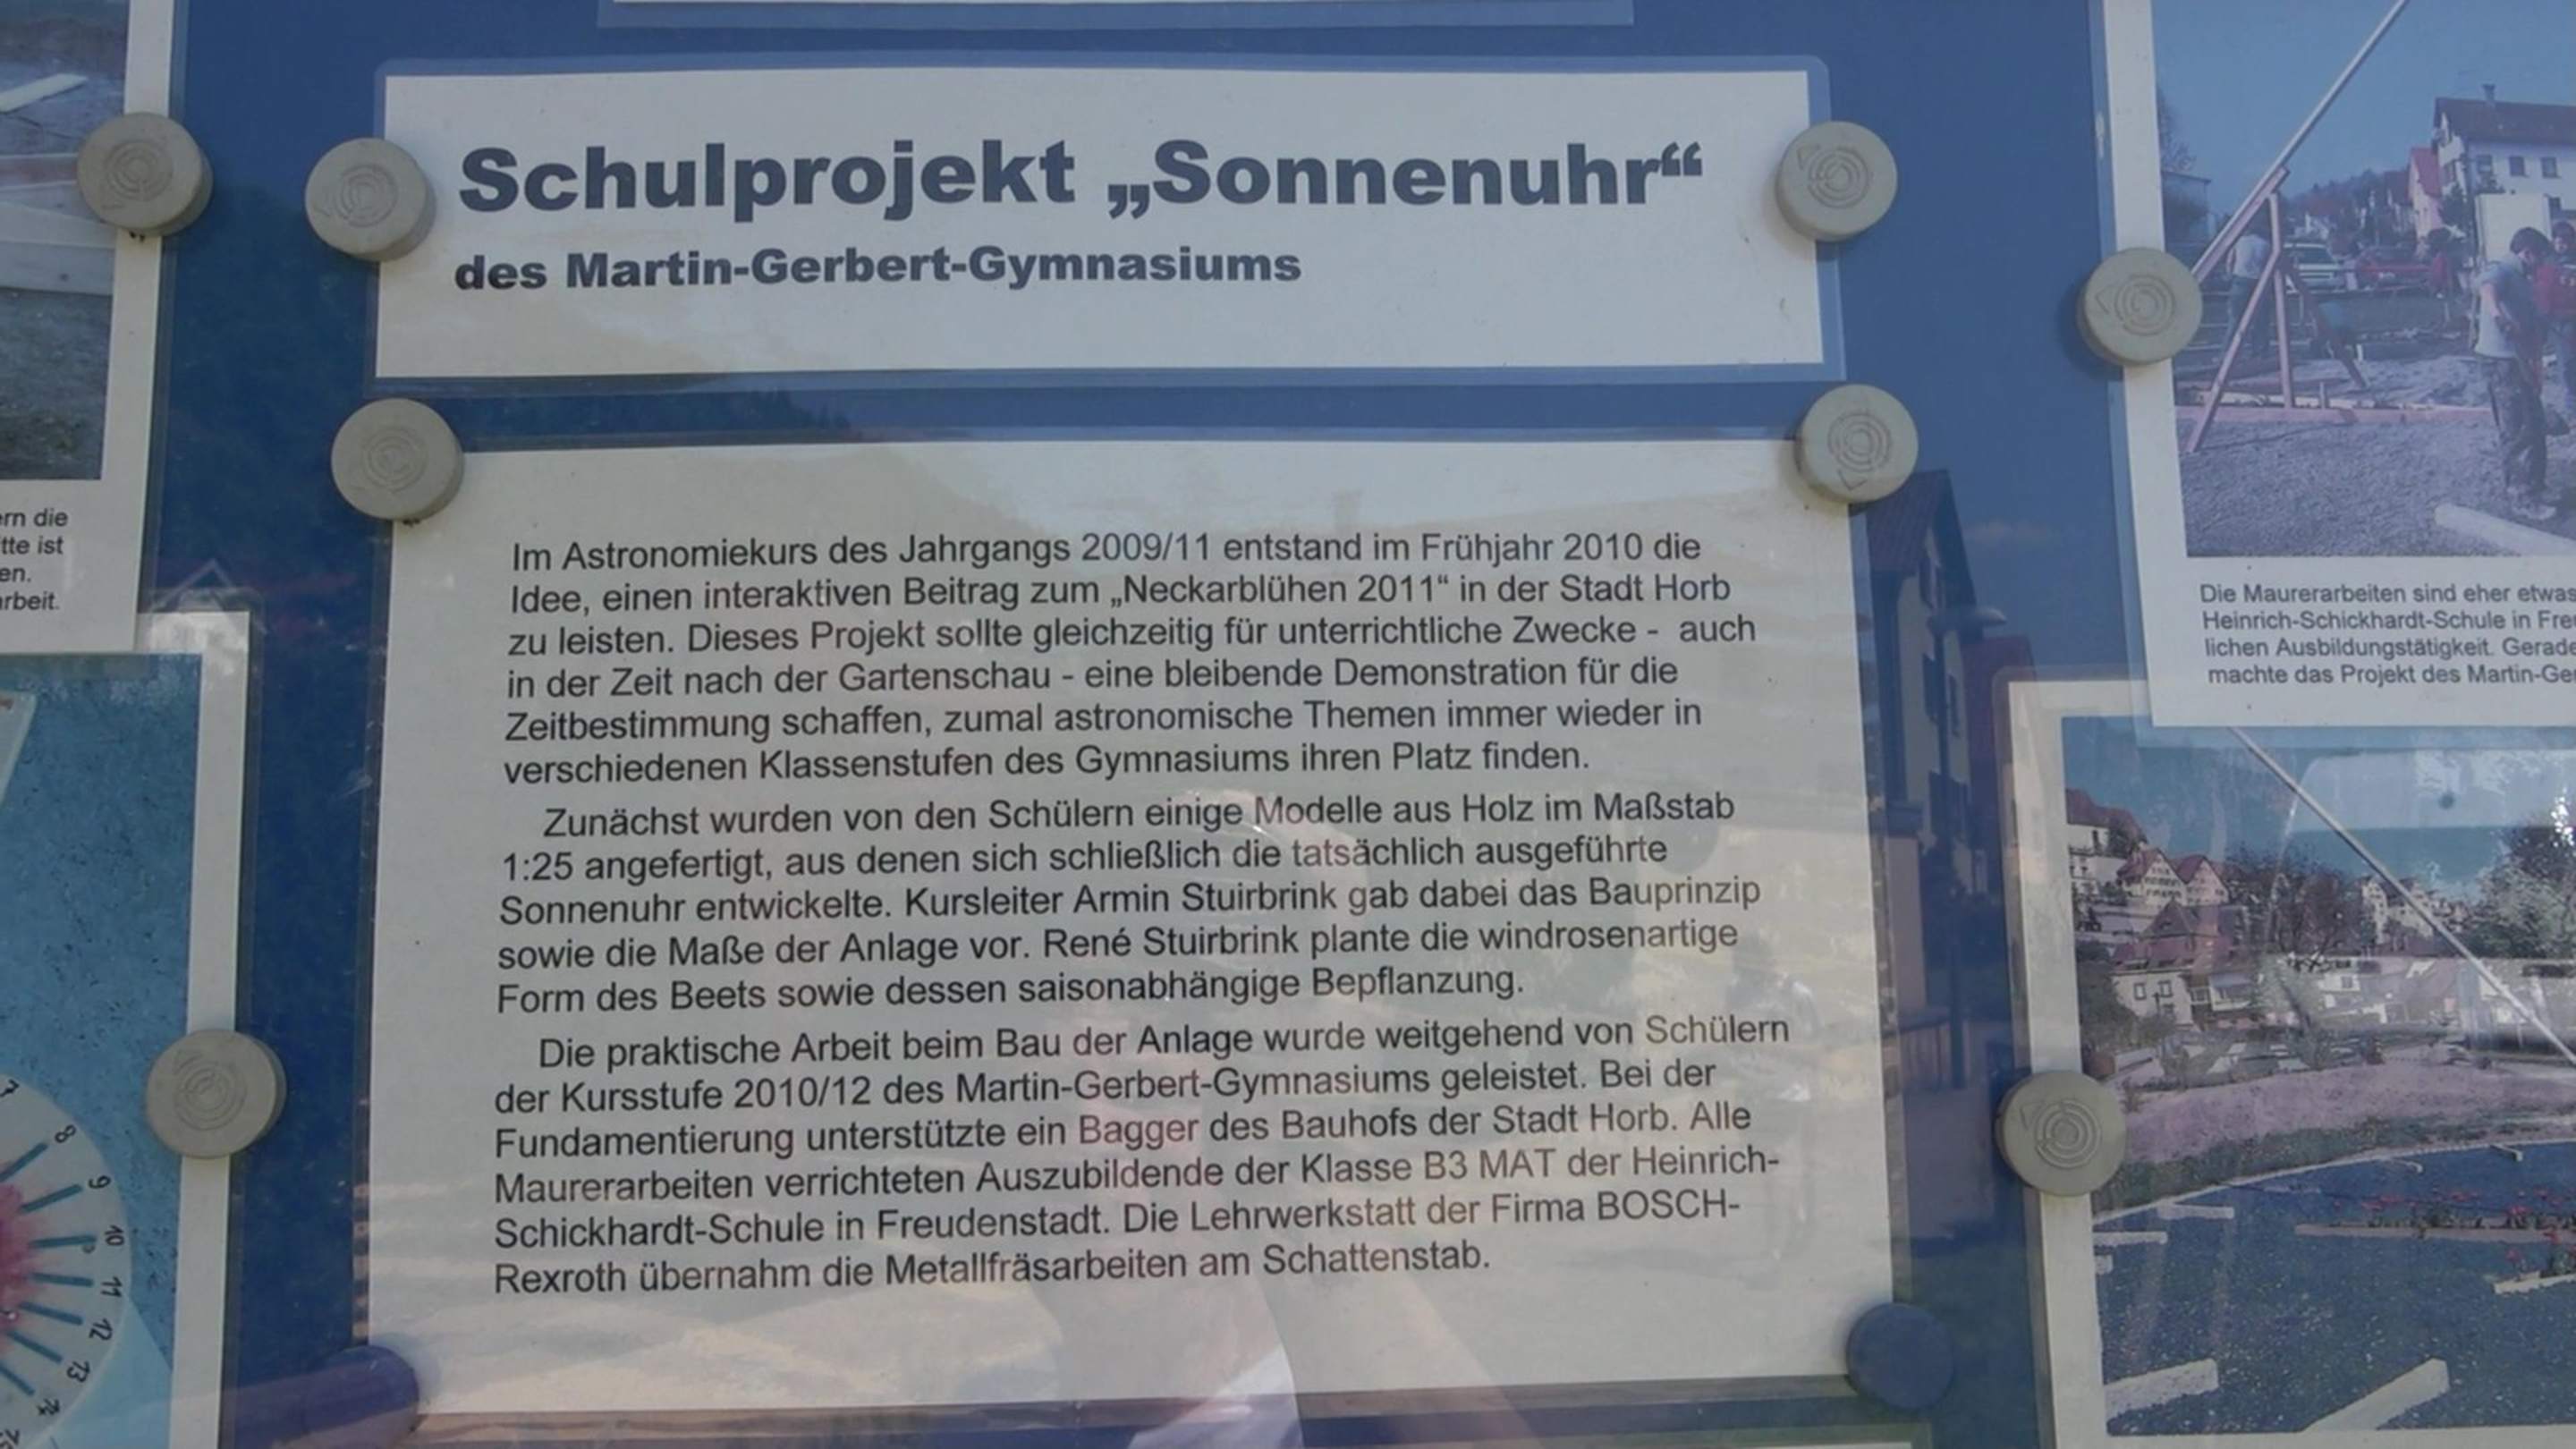 Schulprojekt „Sonnenuhr“
des Martin-Gerbert-Gymnasiums
Im Astronomiekurs des Jahrgangs 2009/11 entstand im Frühjahr 2010 die
Idee, einen interaktiven Beitrag zum „Neckarblühen 2011“ in der Stadt Horb
zu leisten. Dieses Projekt sollte gleichzeitig für unterrichtliche Zwecke - auch
in der Zeit nach der Gartenschau - eine bleibende Demonstration für die
Zeitbestimmung schaffen, zumal astronomische Themen immer wieder in
verschiedenen Klassenstufen des Gymnasiums ihren Platz finden.
Zunächst wurden von den Schülern einige Modelle aus Holz im Maßstab
1:25 angefertigt, aus denen sich schließlich die tatsächlich ausgeführte
Sonnenuhr entwickelte. Kursleiter Armin Stuirbrink gab dabei das Bauprinzip
sowie die Maße der Anlage vor. René Stuirbrink plante die windrosenartige
Form des Beets sowie dessen saisonabhängige Bepflanzung.
Die praktische Arbeit beim Bau der Anlage wurde weitgehend von Schülern
der Kursstufe 2010/12 des Martin-Gerbert-Gymnasiums geleistet. Bei der
Fundamentierung unterstützte ein Bagger des Bauhofs der Stadt Horb. Alle
Maurerarbeiten verrichteten Auszubildende der Klasse B3 MAT der Heinrich-
Schickhardt-Schule in Freudenstadt. Die Lehrwerkstatt der Firma BOSCH-
Rexroth übernahm die Metallfräsarbeiten am Schattenstab.
die
ist
Die Maurerarbeiten sind eher
Heinrich-Schickhardt-Schule in
lichen Ausbildungstätigkeit.
machte das Projekt des
7
8
9
10
11
12
13
14